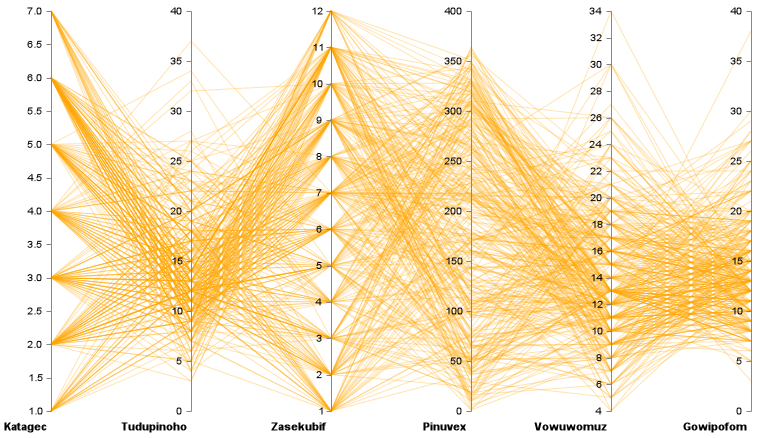 7.0 40 12 400 34 40
6.5 11 32
6.0 35 350 30 35
5.5 10 28
5.0 30 9 300 26 30
4.5 25 8 250 24 25
4.0 20 7 200 22 20
3.5 6 20
3.0 15 5 150 18 15
2.5 10 4 100 16 10
2.0 5 3 50 14 5
1.5 2 12
1.0 0 1 0 10 0
8
6
4
Katagec Tudupinoho Zasekubif Pinuvex Vowuwomuz Gowipofom